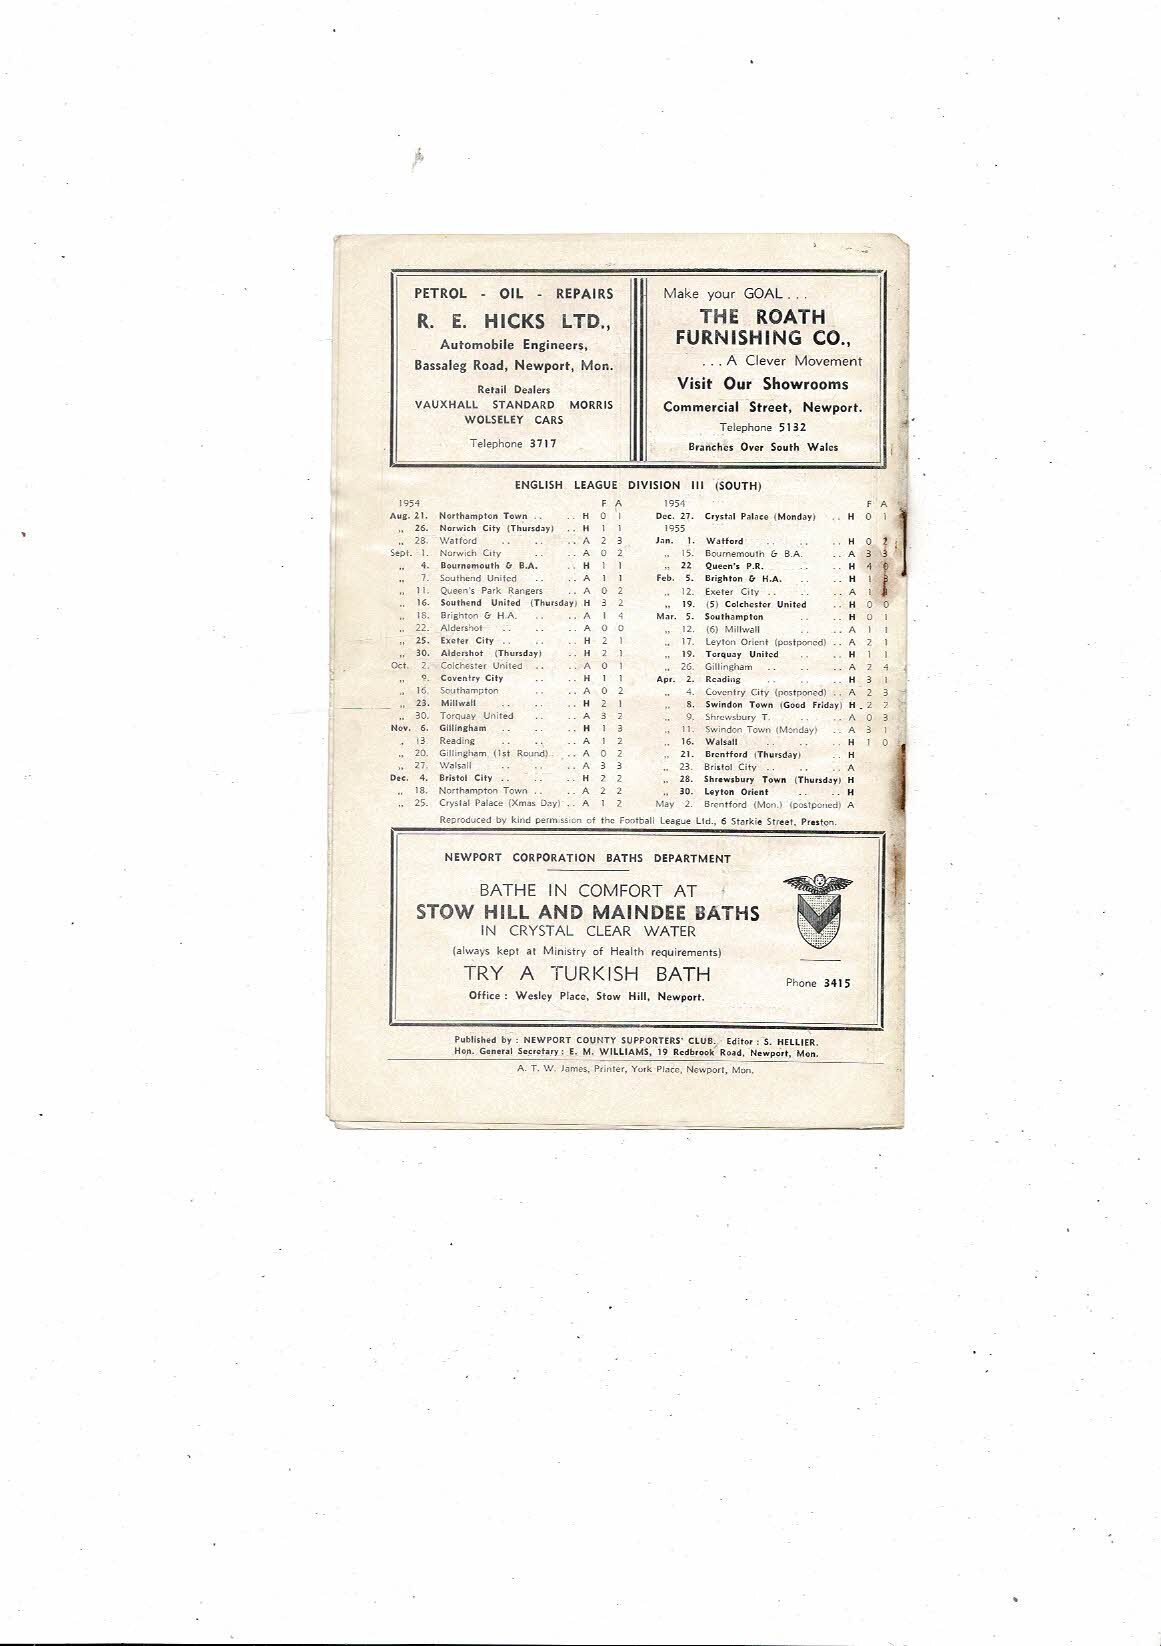 PETROL - OIL - REPAIRS
R. E. HICKS LTD.,
Automobile Engineers,
Bassaleg Road, Newport, Mon.
Retail Dealers
VAUXHALL STANDARD MORRIS
WOLSELEY CARS
Telephone 3717
Make your GOAL . . .
THE ROATH
FURNISHING CO.,
. . . A Clever Movement
Visit Our Showrooms
Commercial Street, Newport.
Telephone 5132
Branches Over South Wales
ENGLISH LEAGUE DIVISION III (SOUTH)
1954 F A
Aug. 21. Northampton Town .. .. H 0 1
,, 26. Norwich City (Thursday) .. H 1 1
,, 28. Watford .. .. .. A 2 3
Sept. 1. Norwich City .. .. A 0 2
,, 4. Bournemouth & B.A. .. H 1 1
,, 7. Southend United .. .. A 1 1
,, 11. Queen's Park Rangers .. A 0 2
,, 16. Southend United (Thursday) H 3 2
,, 18. Brighton & H.A. .. .. A 1 4
,, 22. Aldershot .. .. .. A 0 0
,, 25. Exeter City .. .. .. H 2 1
,, 30. Aldershot (Thursday) .. H 2 1
Oct. 2. Colchester United .. .. A 0 1
,, 9. Coventry City .. .. H 1 1
,, 16. Southampton .. .. A 0 2
,, 23. Millwall .. .. .. H 2 1
,, 30. Torquay United .. .. A 3 2
Nov. 6. Gillingham .. .. .. H 1 3
,, 13 Reading .. .. .. A 1 2
,, 20. Gillingham (1st Round) .. A 0 2
,, 27. Walsall .. .. .. A 3 3
Dec. 4. Bristol City .. .. .. H 2 2
,, 18. Northampton Town .. .. A 2 2
,, 25. Crystal Palace (Xmas Day) .. A 1 2
1954 F A
Dec. 27. Crystal Palace (Monday) .. H 0 1
1955
Jan. 1. Watford .. .. .. H 0 2
,, 15. Bournemouth & B.A. .. A 3 3
,, 22 Queen's P.R. .. .. H 4
Feb. 5. Brighton & H.A. .. .. H 1
,, 12. Exeter City .. .. .. A 1
,, 19. (5) Colchester United .. H 0 0
Mar. 5. Southampton .. .. H 0 1
,, 12. (6) Millwall .. .. A 1 1
,, 17. Leyton Orient (postponed) .. A 2 1
,, 19. Torquay United .. .. H 1 1
,, 26. Gillingham .. .. .. A 2 4
Apr. 2. Reading .. .. .. H 3 1
,, 4. Coventry City (postponed) .. A 2 3
,, 8. Swindon Town (Good Friday) H . 2 2
,, 9. Shrewsbury T. .. .. A 0 3
,, 11. Swindon Town (Monday) .. A 3 1
,, 16. Walsall .. .. .. H 1 0
,, 21. Brentford (Thursday) .. H
,, 23. Bristol City .. .. .. A
,, 28. Shrewsbury Town (Thursday) H
,, 30. Leyton Orient .. .. H
May 2. Brentford (Mon.) (postponed) A
Reproduced by kind permission of the Football League Ltd., 6 Starkie Street, Preston.
NEWPORT CORPORATION BATHS DEPARTMENT
BATHE IN COMFORT AT
STOW HILL AND MAINDEE BATHS
IN CRYSTAL CLEAR WATER
(always kept at Ministry of Health requirements)
TRY A TURKISH BATH
Office : Wesley Place, Stow Hill, Newport.
Phone 3415
Published by : NEWPORT COUNTY SUPPORTERS' CLUB. Editor : S. HELLIER.
Hon. General Secretary : E. M. WILLIAMS, 19 Redbrook Road, Newport, Mon.
A. T. W. James, Printer, York Place, Newport, Mon.